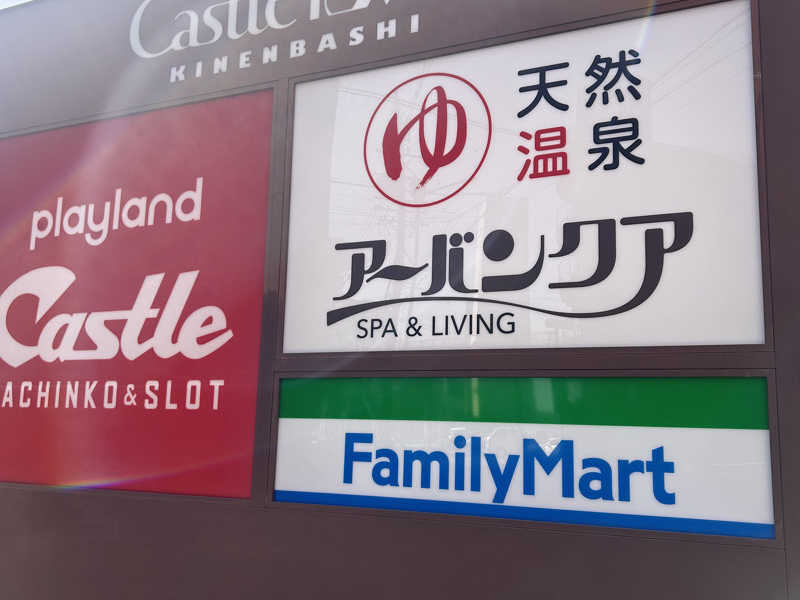 Castle
KINENBASHI
playland
Castle
ACHINKO & SLOT
ゆ
天然
温泉
アーバンクア
SPA & LIVING
FamilyMart